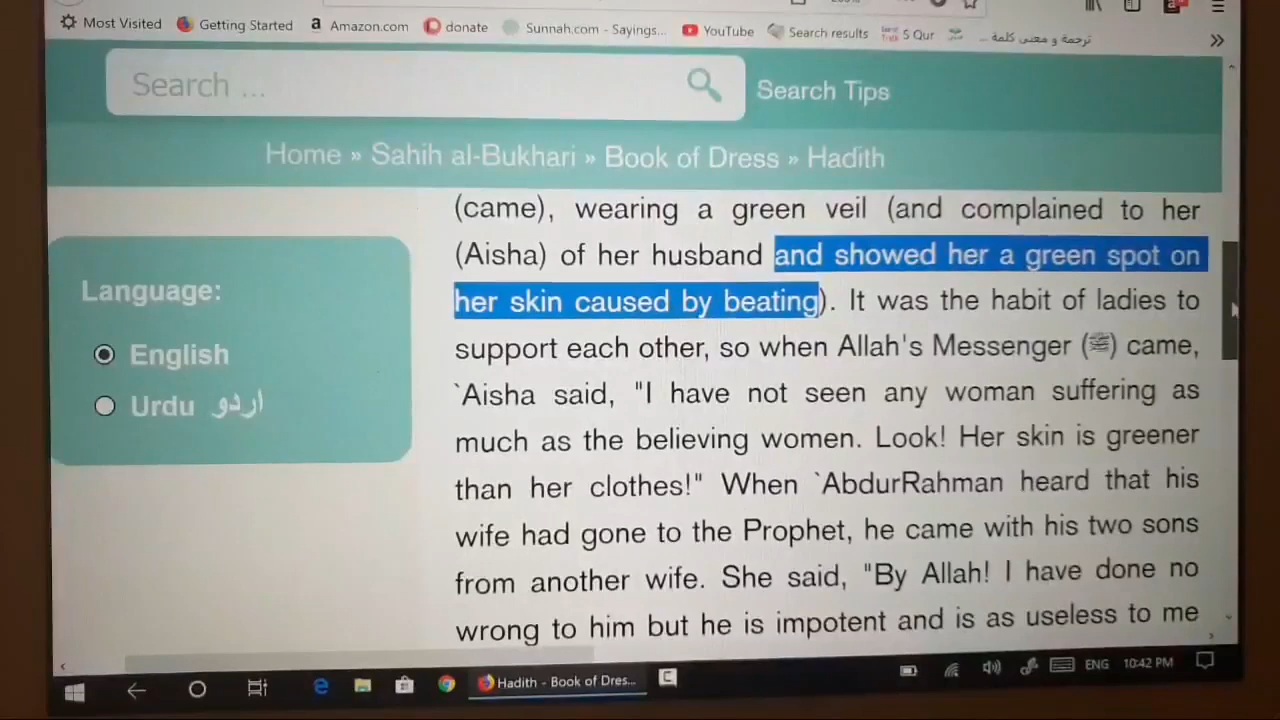 Most Visited Getting Started Amazon.com donate Sunnah.com - Sayings... YouTube Search results 5 Qur ترجمة و معنى كلمة ...
Search ... Search Tips
Home » Sahih al-Bukhari » Book of Dress » Hadith
(came), wearing a green veil (and complained to her
(Aisha) of her husband and showed her a green spot on
her skin caused by beating). It was the habit of ladies to
support each other, so when Allah's Messenger (ﷺ) came,
`Aisha said, "I have not seen any woman suffering as
much as the believing women. Look! Her skin is greener
than her clothes!" When `AbdurRahman heard that his
wife had gone to the Prophet, he came with his two sons
from another wife. She said, "By Allah! I have done no
wrong to him but he is impotent and is as useless to me
Language:
English
Urdu اردو
Hadith - Book of Dres... ENG 10:42 PM